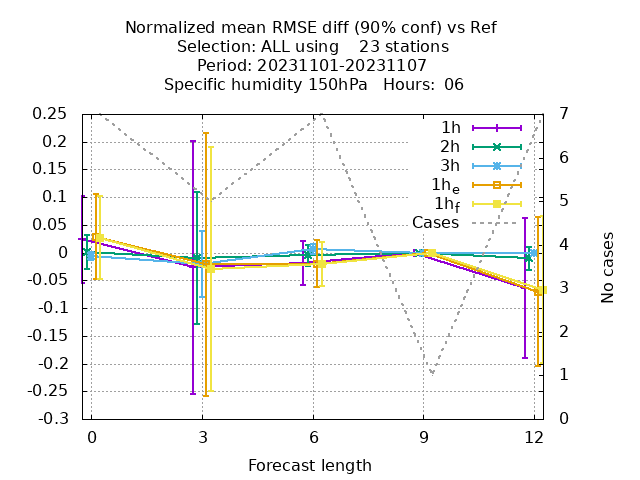 Normalized mean RMSE diff (90% conf) vs Ref
Selection: ALL using 23 stations
Period: 20231101-20231107
Specific humidity 150hPa Hours: 06
0.25
0.2
0.15
0.1
0.05
0
-0.05
-0.1
-0.15
-0.2
-0.25
-0.3
1h
2h
3h
1he
1hf
Cases
7
6
5
4
3
2
1
0
No cases
0 3 6 9 12
Forecast length